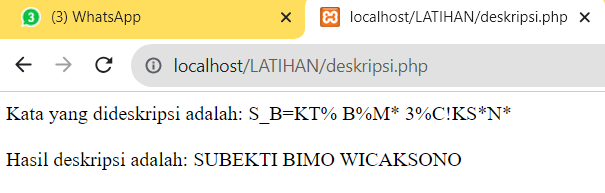 (3) WhatsApp
localhost/LATIHAN/deskripsi.php
localhost/LATIHAN/deskripsi.php
Kata yang dideskripsi adalah: S_B=KT% B%M* 3%C!KS*N*
Hasil deskripsi adalah: SUBEKTI BIMO WICAKSONO